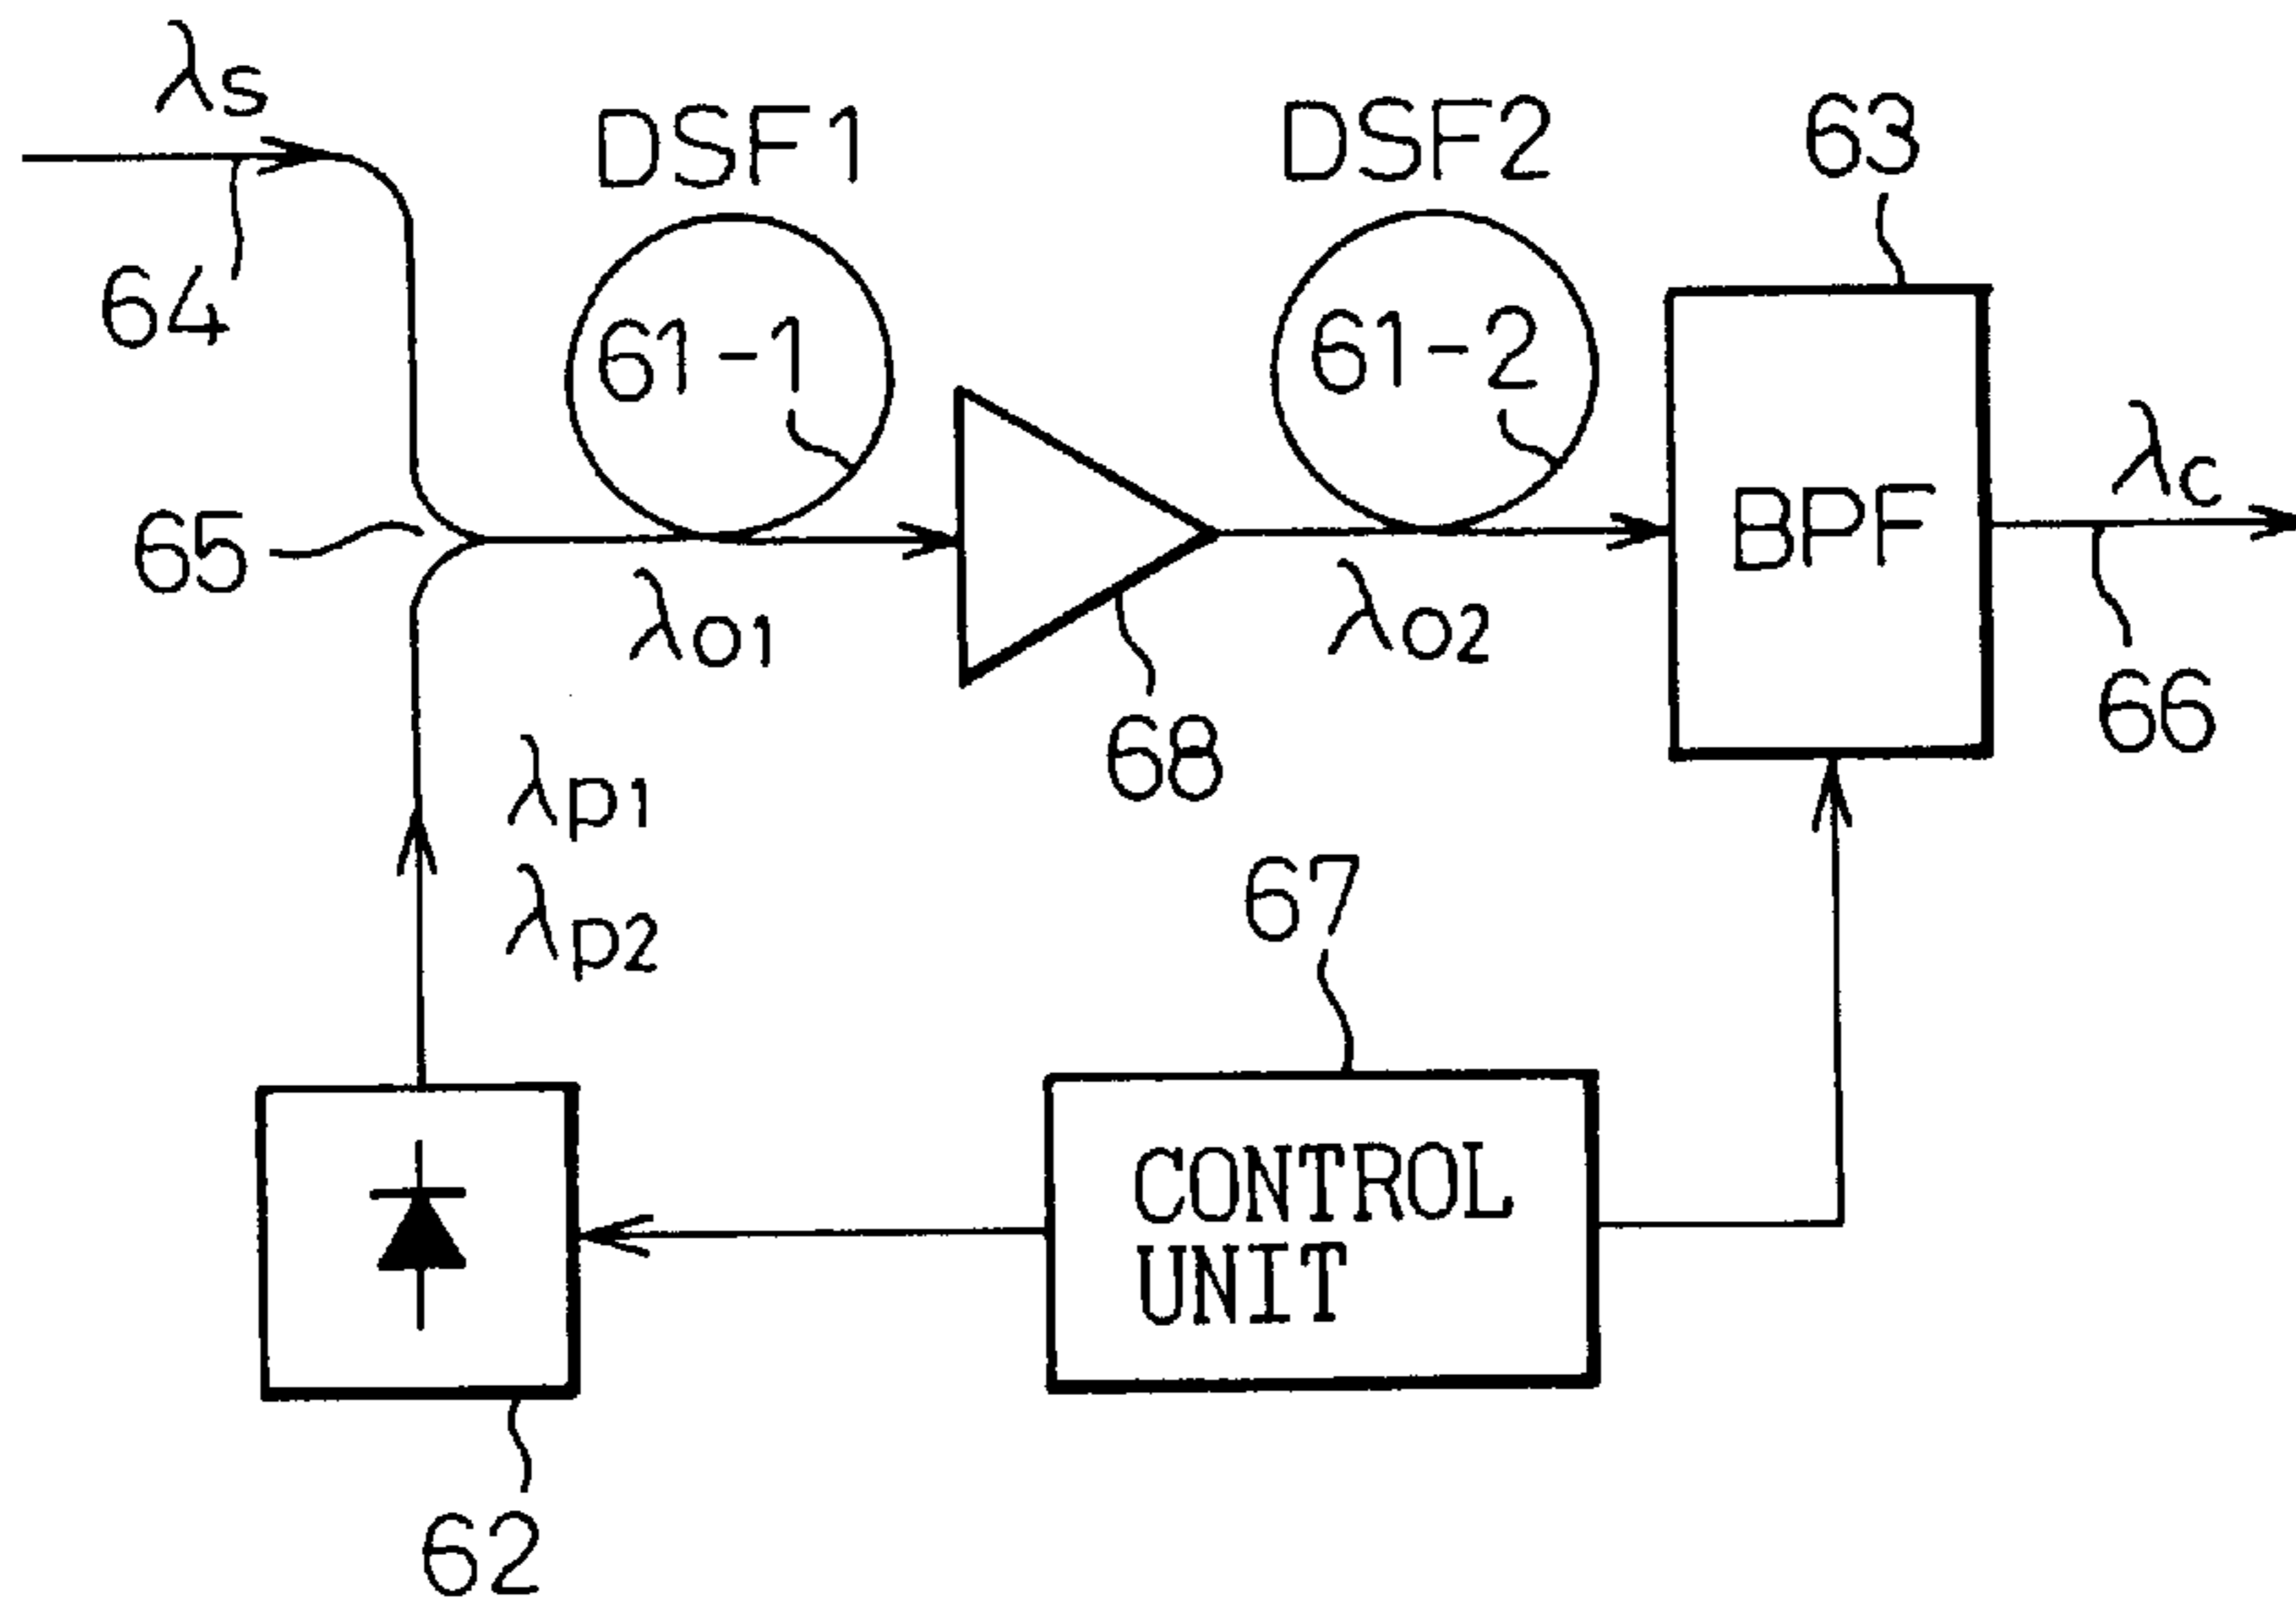 λs
DSF1
DSF2
63
64
61-1
61-2
λc
BPF
65
λo1
λo2
66
68
λp1
λp2
67
CONTROL
UNIT
62